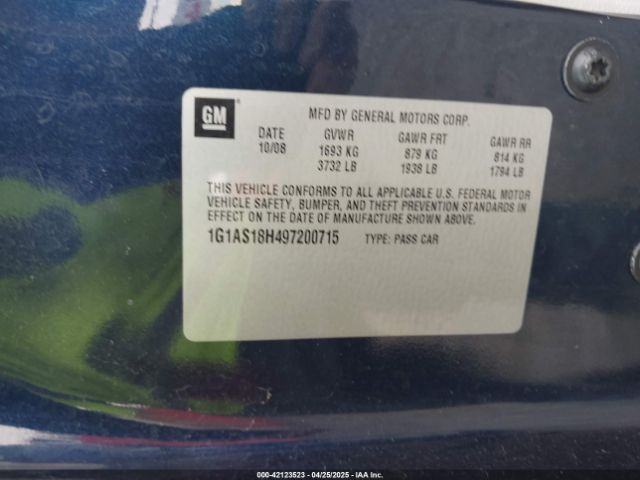 GM
MFD BY GENERAL MOTORS CORP.
DATE GVWR GAWR FRT GAWR RR
10/08 1693 KG 879 KG 814 KG
3732 LB 1938 LB 1794 LB
THIS VEHICLE CONFORMS TO ALL APPLICABLE U.S. FEDERAL MOTOR
VEHICLE SAFETY, BUMPER, AND THEFT PREVENTION STANDARDS IN
EFFECT ON THE DATE OF MANUFACTURE SHOWN ABOVE.
1G1AS18H497200715 TYPE: PASS CAR
000-42123523 - 04/25/2025 - IAA Inc.